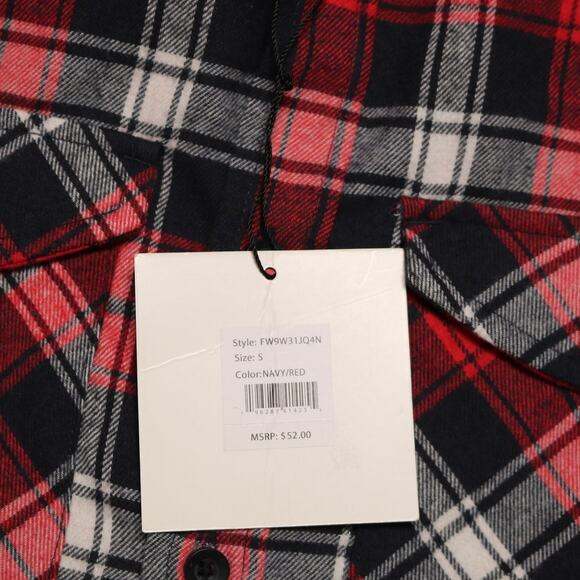 Style: FW9W31JQ4N
Size: S
Color:NAVY/RED
MSRP: $52.00